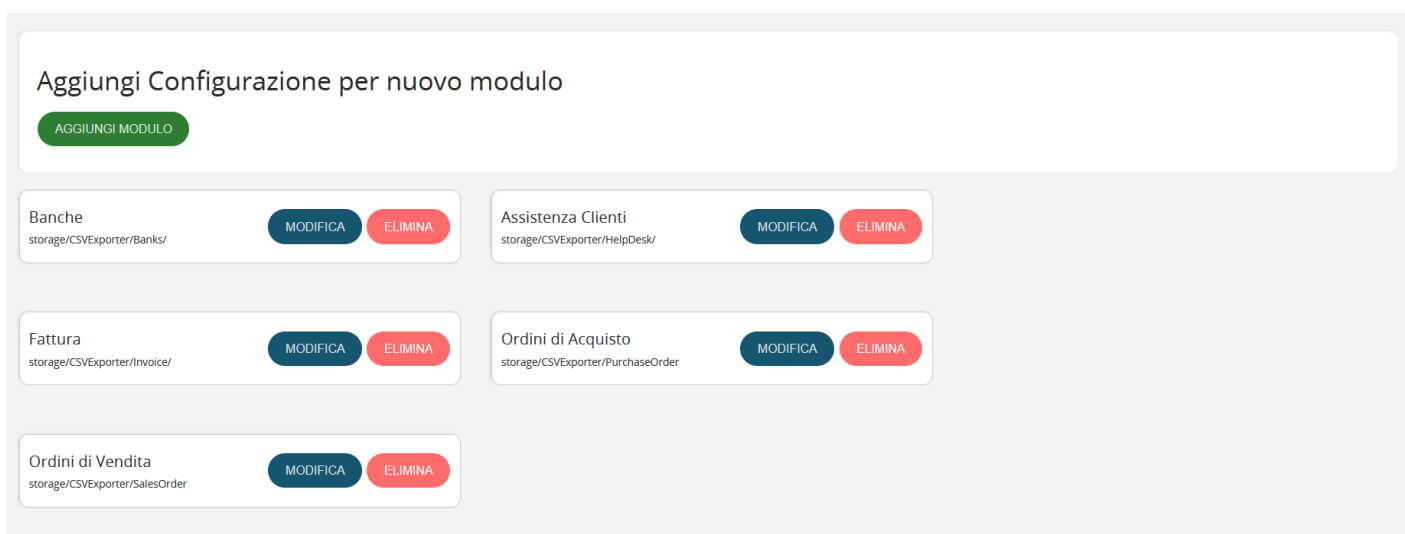 Aggiungi Configurazione per nuovo modulo
AGGIUNGI MODULO
Banche
storage/CSVExporter/Banks/
MODIFICA
ELIMINA
Assistenza Clienti
storage/CSVExporter/HelpDesk/
MODIFICA
ELIMINA
Fattura
storage/CSVExporter/Invoice/
MODIFICA
ELIMINA
Ordini di Acquisto
storage/CSVExporter/PurchaseOrder
MODIFICA
ELIMINA
Ordini di Vendita
storage/CSVExporter/SalesOrder
MODIFICA
ELIMINA